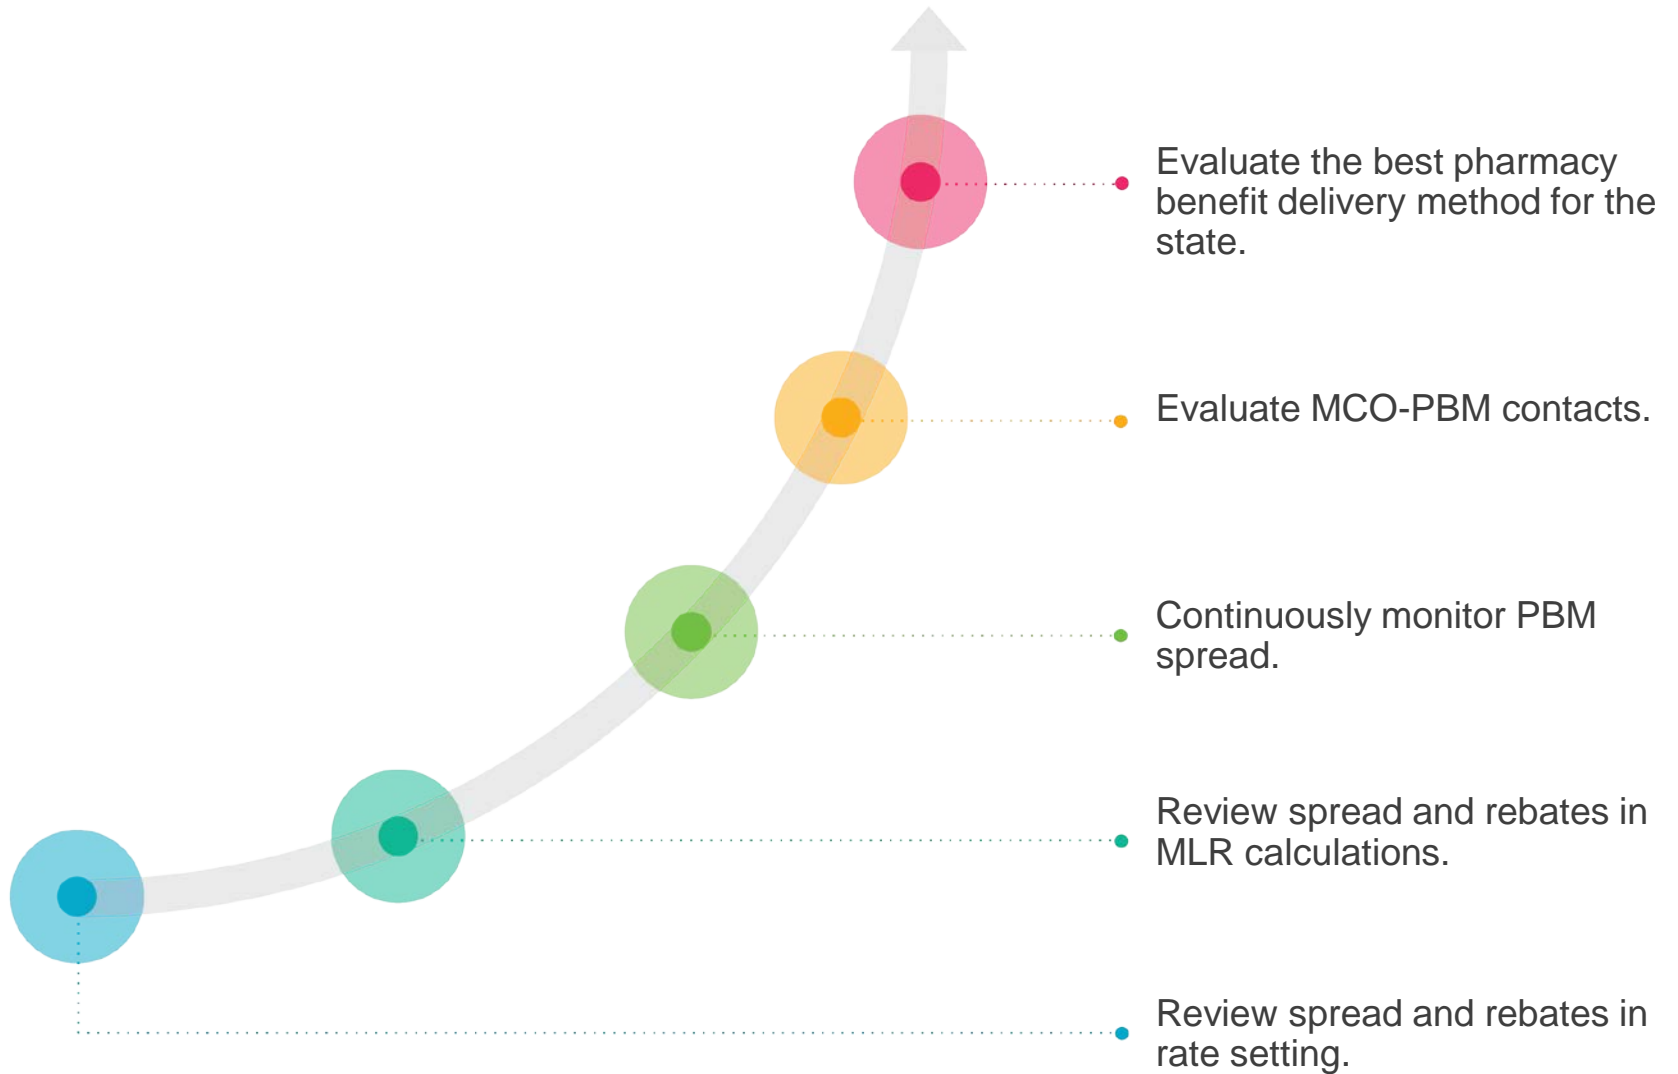 Evaluate the best pharmacy
benefit delivery method for the
state.
Evaluate MCO-PBM contacts.
Continuously monitor PBM
spread.
Review spread and rebates in
MLR calculations.
Review spread and rebates in
rate setting.